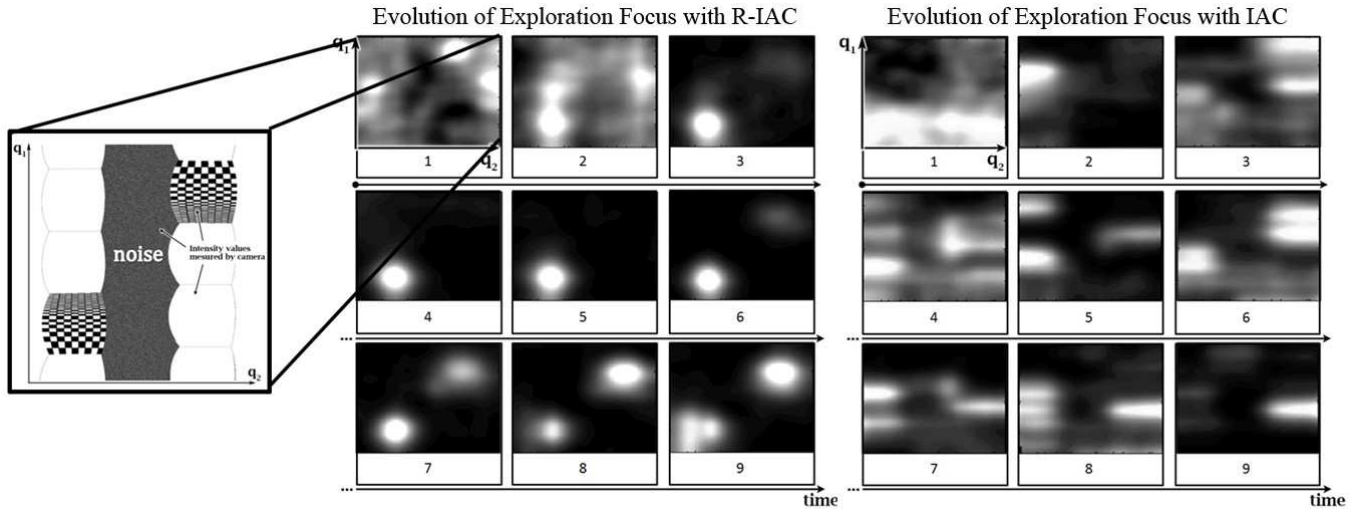 Evolution of Exploration Focus with R-IAC
Evolution of Exploration Focus with IAC
q1
q2
1
2
3
4
5
6
7
8
9
...
...
time
q1
q2
1
2
3
4
5
6
7
8
9
...
...
time
q1
noise
Intensity values
mesured by camera
q2